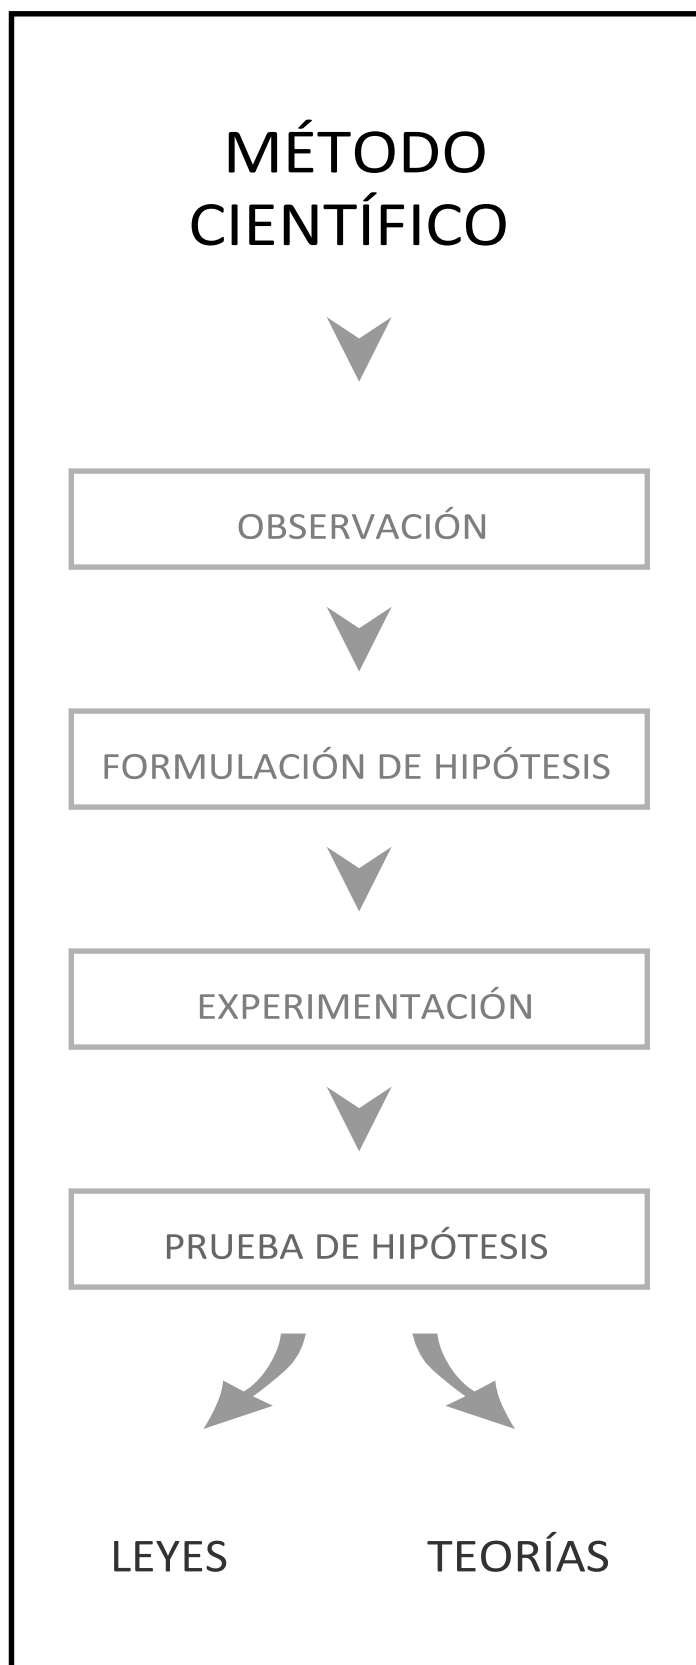 MÉTODO
CIENTÍFICO
OBSERVACIÓN
FORMULACIÓN DE HIPÓTESIS
EXPERIMENTACIÓN
PRUEBA DE HIPÓTESIS
LEYES
TEORÍAS